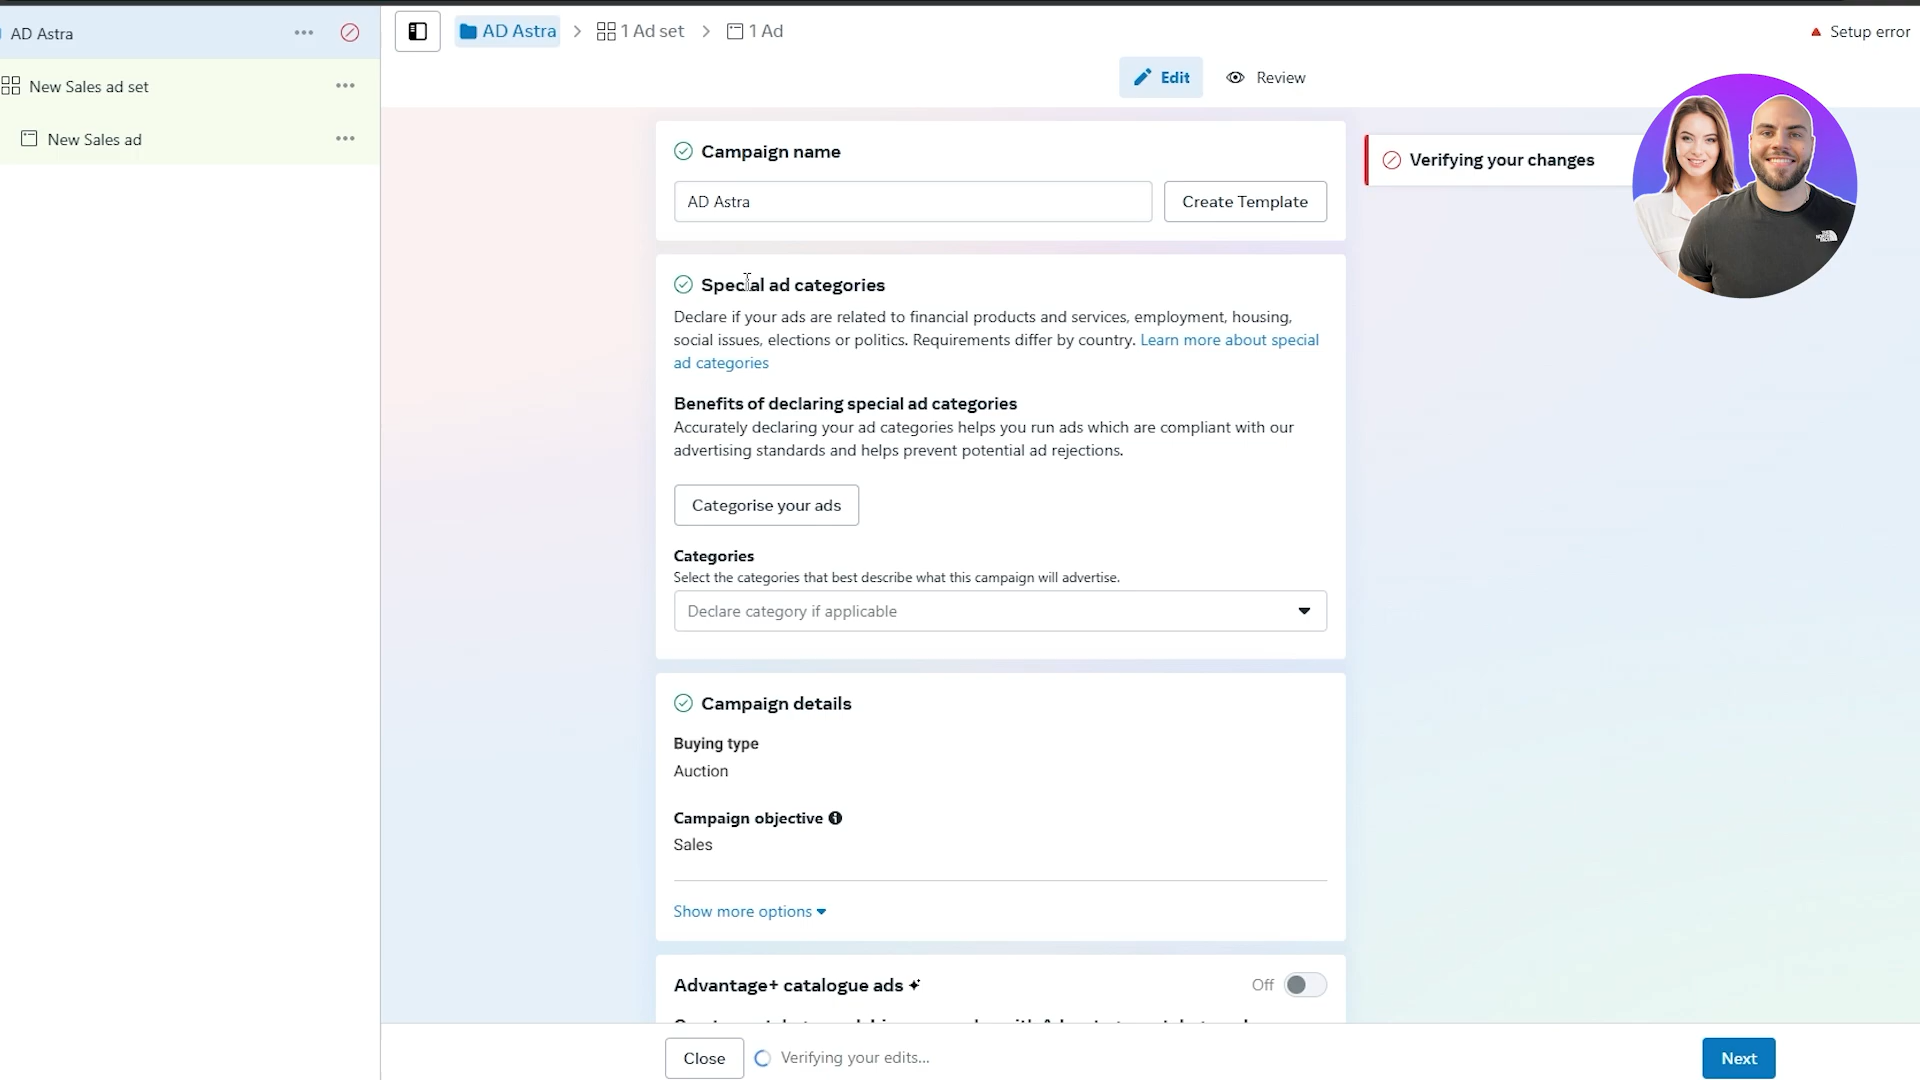 AD Astra
New Sales ad set
New Sales ad
AD Astra
1 Ad set
1 Ad
Setup error
Edit
Review
Campaign name
AD Astra
Create Template
Verifying your changes
THE NORTH FACE
Special ad categories
Declare if your ads are related to financial products and services, employment, housing,
social issues, elections or politics. Requirements differ by country. Learn more about special
ad categories
Benefits of declaring special ad categories
Accurately declaring your ad categories helps you run ads which are compliant with our
advertising standards and helps prevent potential ad rejections.
Categorise your ads
Categories
Select the categories that best describe what this campaign will advertise.
Declare category if applicable
Campaign details
Buying type
Auction
Campaign objective
Sales
Show more options
Advantage+ catalogue ads
Off
Close
Verifying your edits...
Next